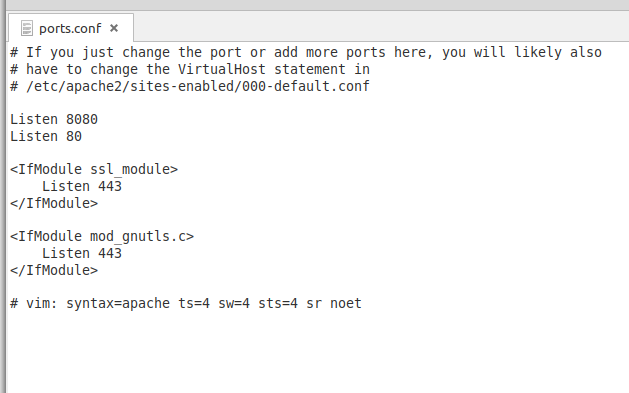 ports.conf
# If you just change the port or add more ports here, you will likely also
# have to change the VirtualHost statement in
# /etc/apache2/sites-enabled/000-default.conf
Listen 8080
Listen 80
<IfModule ssl_module>
    Listen 443
</IfModule>
<IfModule mod_gnutls.c>
    Listen 443
</IfModule>
# vim: syntax=apache ts=4 sw=4 sts=4 sr noet